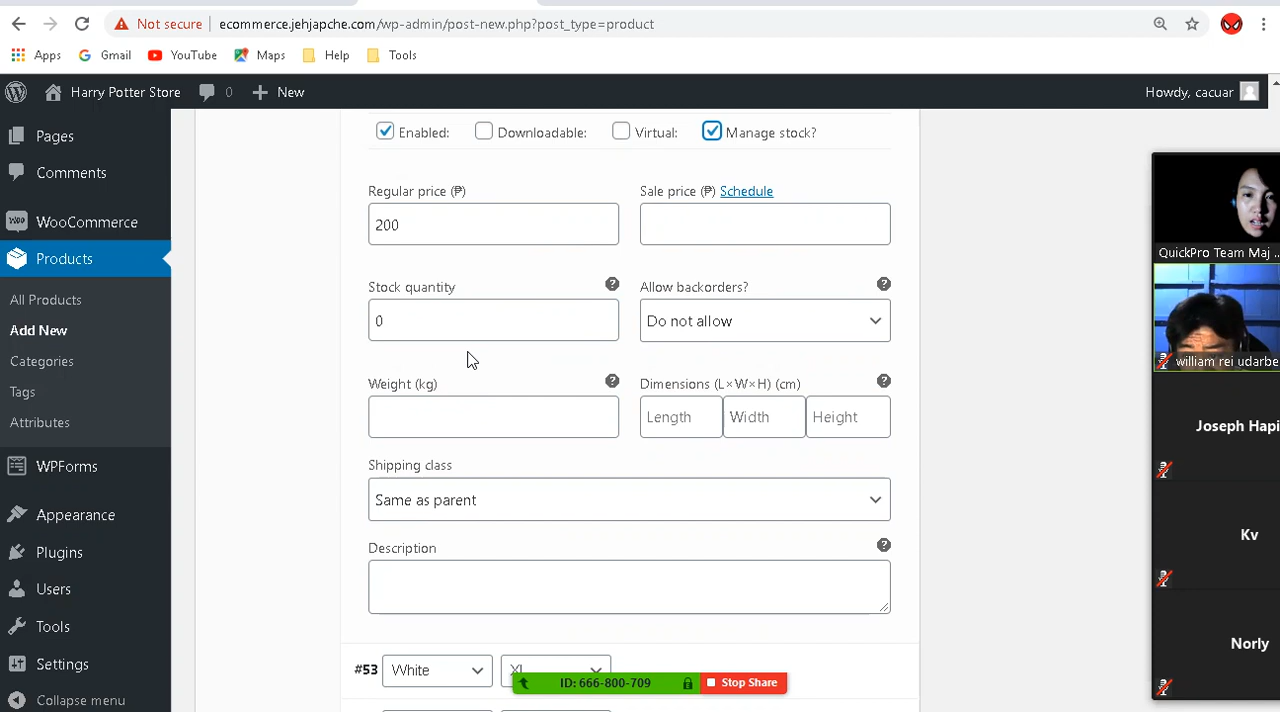 Not secure | ecommerce.jehjapche.com/wp-admin/post-new.php?post_type=product
Apps Gmail YouTube Maps Help Tools
Harry Potter Store 0 New Howdy, cacuar
Pages
Comments
WooCommerce
Products
All Products
Add New
Categories
Tags
Attributes
WPForms
Appearance
Plugins
Users
Tools
Settings
Collapse menu
Enabled: Downloadable: Virtual: Manage stock?
Regular price (₱) Sale price (₱) Schedule
200
Stock quantity Allow backorders?
0 Do not allow
Weight (kg) Dimensions (L×W×H) (cm)
Length Width Height
Shipping class
Same as parent
Description
#53 White
ID: 666-800-709 Stop Share
QuickPro Team Maj ...
william rei udarbe
Joseph Hapi
Kv
Norly